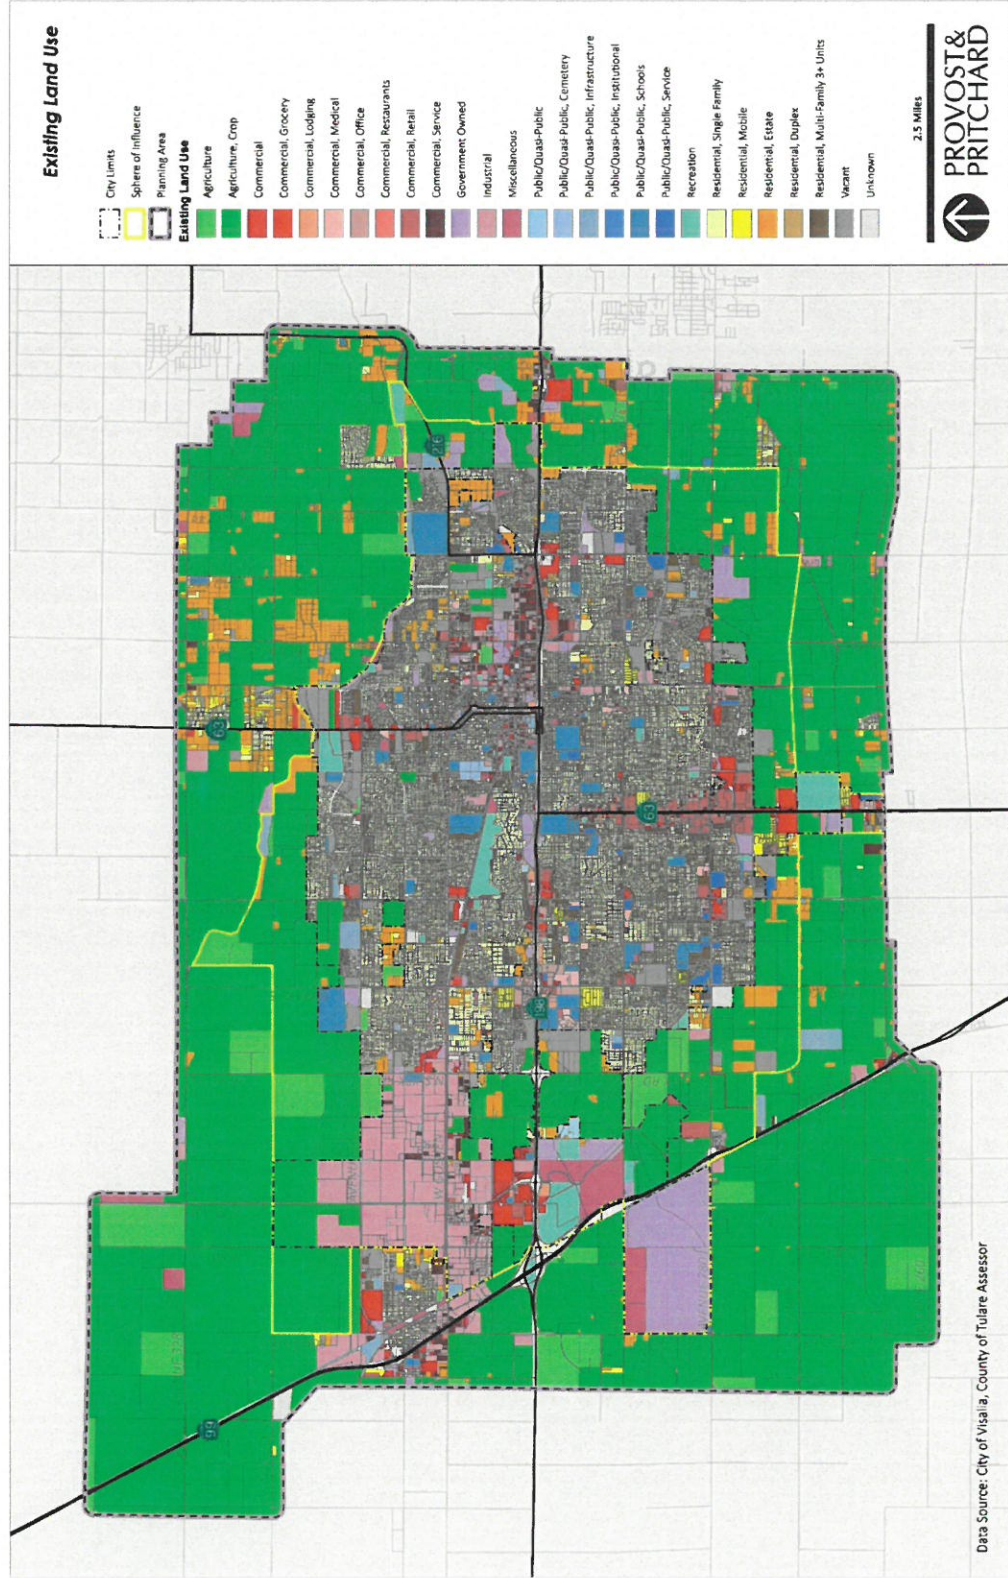 Existing Land Use
City Limits
Sphere of Influence
Planning Area
Existing Land Use
Agriculture
Agriculture, Crop
Commercial
Commercial, Grocery
Commercial, Lodging
Commercial, Medical
Commercial, Office
Commercial, Restaurants
Commercial, Retail
Commercial, Service
Government Owned
Industrial
Miscellaneous
Public/Quasi-Public
Public/Quasi-Public, Cemetery
Public/Quasi-Public, Infrastructure
Public/Quasi-Public, Institutional
Public/Quasi-Public, Schools
Public/Quasi-Public, Service
Recreation
Residential, Single Family
Residential, Mobile
Residential, Estate
Residential, Duplex
Residential, Multi-Family 3+ Units
Vacant
Unknown
2.5 Miles
PROVOST&
PRITCHARD
63
99
198
63
Data Source: City of Visalia, County of Tulare Assessor